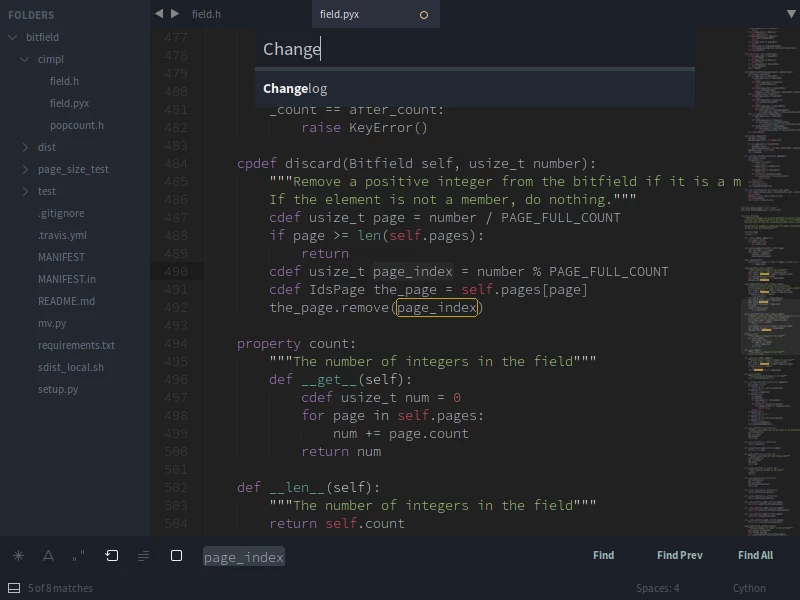 FOLDERS
bitfield
cimpl
field.h
field.pyx
popcount.h
dist
page_size_test
test
.gitignore
.travis.yml
MANIFEST
MANIFEST.in
README.md
mv.py
requirements.txt
sdist_local.sh
setup.py
field.h
field.pyx
Change
Changelog
477
478
479
480
481 _count == after_count:
482 raise KeyError()
483
484 cpdef discard(Bitfield self, usize_t number):
485 """Remove a positive integer from the bitfield if it is a m
486 If the element is not a member, do nothing."""
487 cdef usize_t page = number / PAGE_FULL_COUNT
488 if page >= len(self.pages):
489 return
490 cdef usize_t page_index = number % PAGE_FULL_COUNT
491 cdef IdsPage the_page = self.pages[page]
492 the_page.remove(page_index)
493
494 property count:
495 """The number of integers in the field"""
496 def __get__(self):
497 cdef usize_t num = 0
498 for page in self.pages:
499 num += page.count
500 return num
501
502 def __len__(self):
503 """The number of integers in the field"""
504 return self.count
page_index
Find
Find Prev
Find All
5 of 8 matches
Spaces: 4
Cython